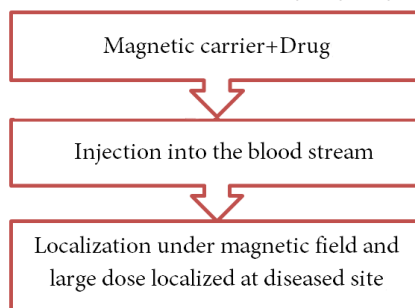 Magnetic carrier+Drug
Injection into the blood stream
Localization under magnetic field and
large dose localized at diseased site